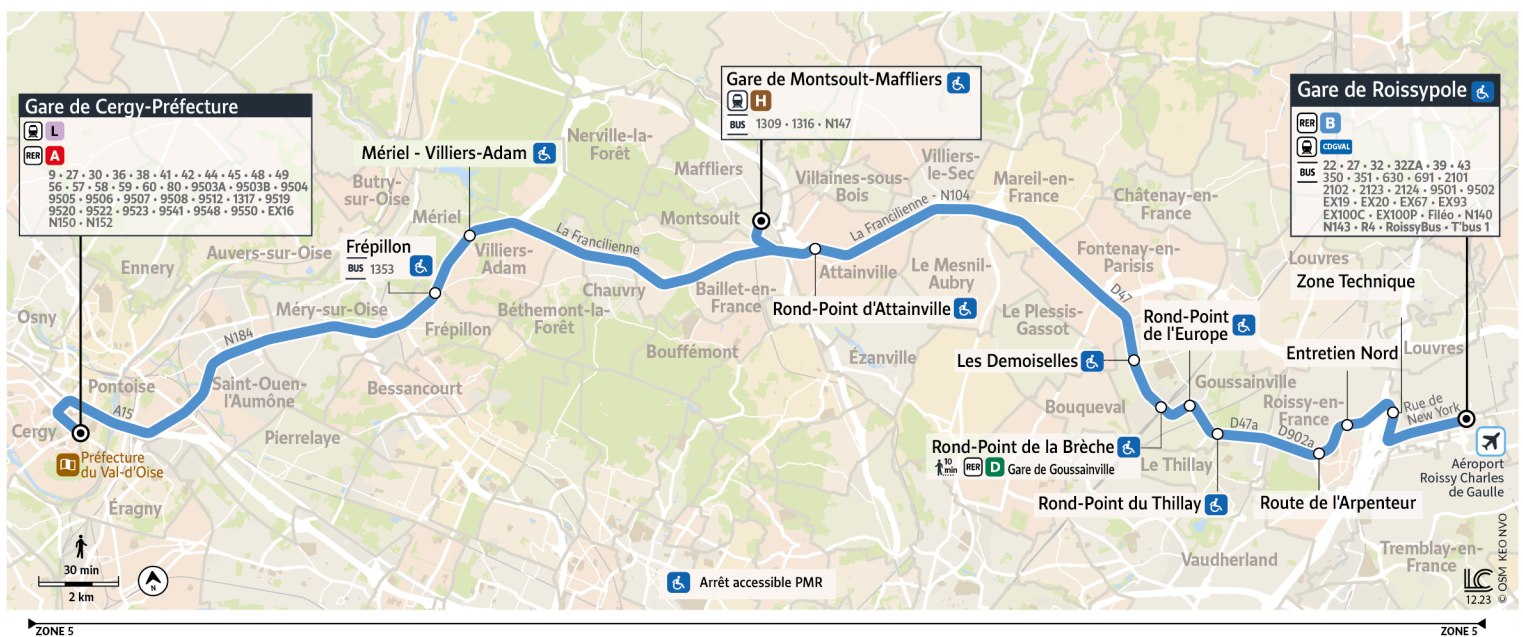 Gare de Cergy-Préfecture
L
RER A
9 • 27 • 30 • 36 • 38 • 41 • 42 • 44 • 45 • 48 • 49
56 • 57 • 58 • 59 • 60 • 80 • 9503A • 9503B • 9504
9505 • 9506 • 9507 • 9508 • 9512 • 1317 • 9519
9520 • 9522 • 9523 • 9541 • 9548 • 9550 • EX16
N150 • N152
Gare de Montsoult-Maffliers
H
BUS 1309 • 1316 • N147
Gare de Roissypole
RER B
CDGVAL
BUS 22 • 27 • 32 • 32ZA • 39 • 43
350 • 351 • 630 • 691 • 2101
2102 • 2123 • 2124 • 9501 • 9502
EX19 • EX20 • EX67 • EX93
EX100C • EX100P • Filéo • N140
N143 • R4 • RoissyBus • T'bus 1
Mériel - Villiers-Adam
Nerville-la-
Forêt
Maffliers
Villaines-sous-
Bois
Villiers-
le-Sec
Mareil-en-
France
Châtenay-en-
France
Butry-
sur-Oise
Mériel
Montsoult
La Francilienne
La Francilienne - N104
Frépillon
BUS 1353
Villiers-
Adam
Auvers-sur-Oise
Ennery
Chauvry
Baillet-en-
France
Attainville
Le Mesnil-
Aubry
Fontenay-en-
Parisis
Louvres
Zone Technique
D47
Osny
Méry-sur-Oise
N184
Frépillon
Béthemont-la-
Forêt
Rond-Point d'Attainville
Le Plessis-
Gassot
Rond-Point
de l'Europe
Bouffémont
Ézanville
Les Demoiselles
Entretien Nord
Louvres
Pontoise
Saint-Ouen-
l'Aumône
Bessancourt
Goussainville
Roissy-en-
France
Bouqueval
Rue de
New York
A15
Cergy
Pierrelaye
D47a
D902a
Rond-Point de la Brèche
10
min
RER D Gare de Goussainville
Le Thillay
Préfecture
du Val-d'Oise
Aéroport
Roissy Charles
de Gaulle
Éragny
Rond-Point du Thillay
Route de l'Arpenteur
Vaudherland
Tremblay-en-
France
30 min
2 km
N
Arrêt accessible PMR
LC
12.23
© OSM KEO NVO
ZONE 5
ZONE 5